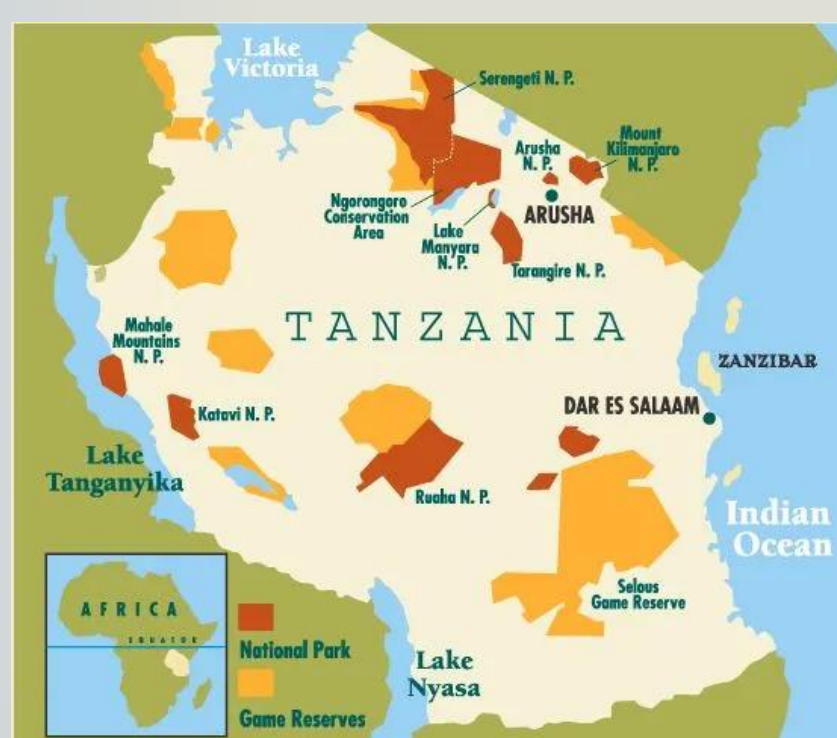 Lake
Victoria
Serengeti N. P.
Mount
Kilimanjaro
N. P.
Arusha
N. P.
ARUSHA
Ngorongoro
Conservation
Area
Lake
Manyara
N. P.
Tarangire N. P.
TANZANIA
Mahale
Mountains
N. P.
ZANZIBAR
Katavi N. P.
DAR ES SALAAM
Lake
Tanganyika
Ruaha N. P.
Indian
Ocean
Selous
Game Reserve
AFRICA
EQUATOR
National Park
Game Reserves
Lake
Nyasa